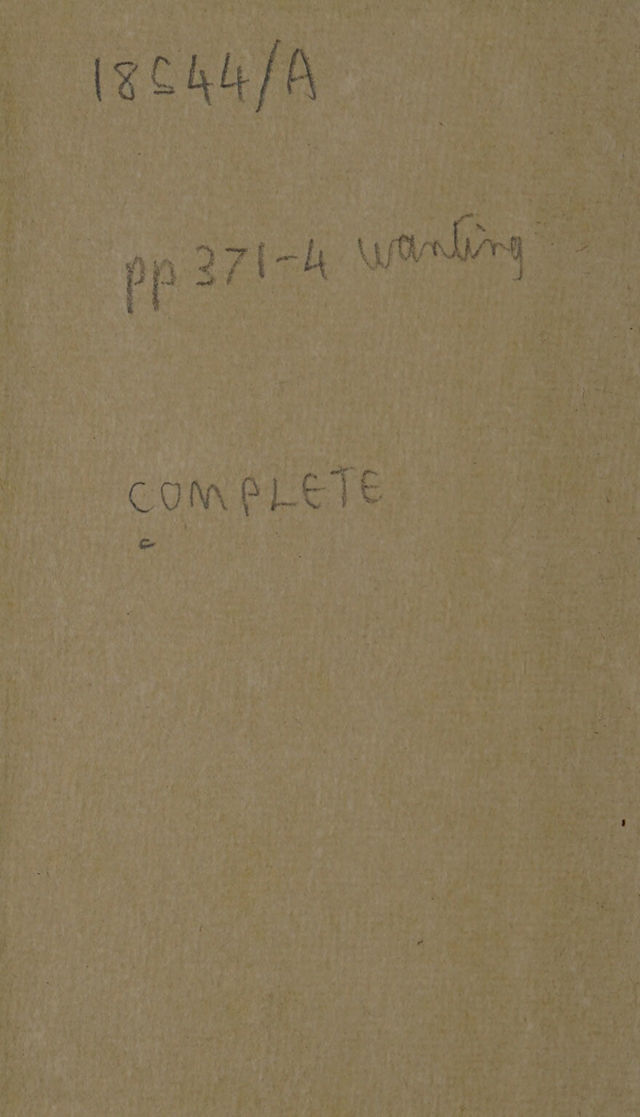 18544/A
pp 371-4 wanting
COMPLETE